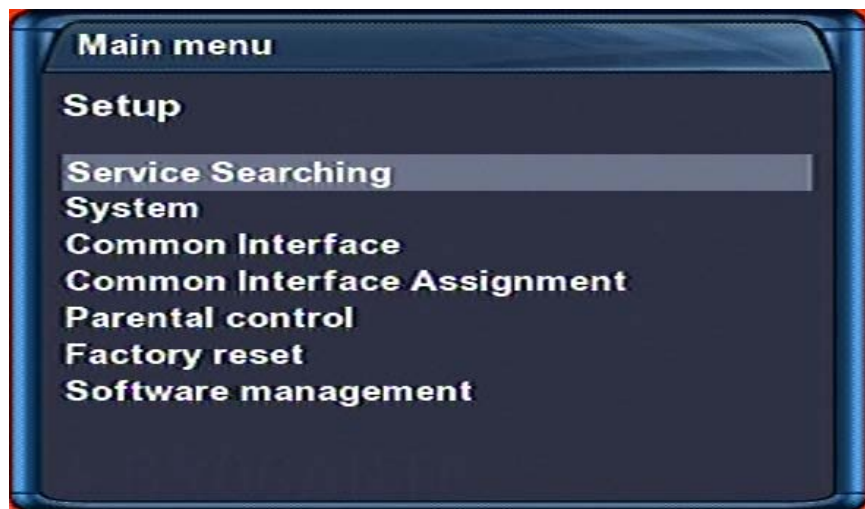 Main menu
Setup
Service Searching
System
Common Interface
Common Interface Assignment
Parental control
Factory reset
Software management